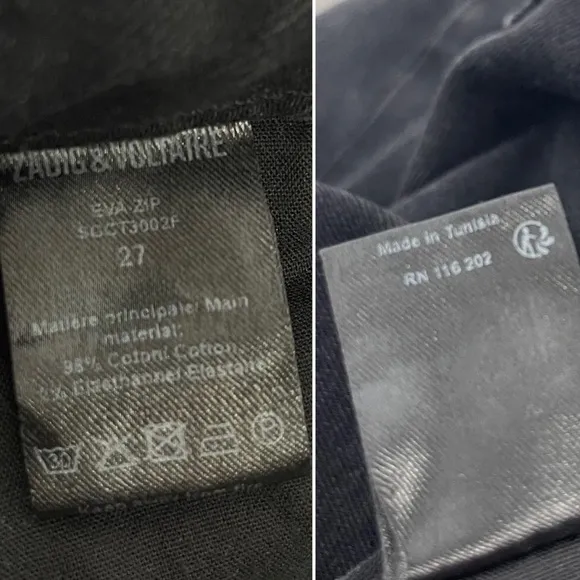 ZADIG & VOLTAIRE
EVA ZIP
27
Matière principale/ Main
material:
98% Coton/ Cotton
2% Elasthanne/ Elastane
30
P
Made in Tunisia
RN 116 202